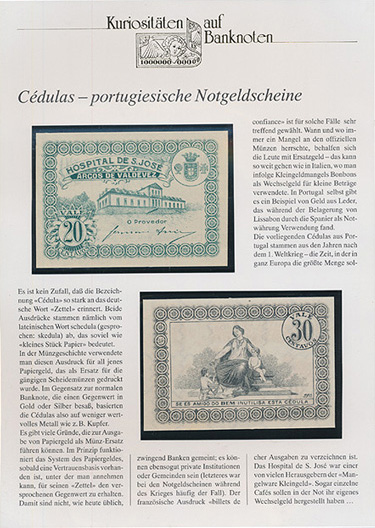 Kuriositäten auf
Banknoten
1000000
Cédulas – portugiesische Notgeldscheine
HOSPITAL DE S. JOSÉ
ARCOS DE VALDEVEZ
VALE
20
CENTAVOS
O Provedor
confiance» ist für solche Fälle sehr
treffend gewählt. Wann und wo im-
mer ein Mangel an den offiziellen
Münzen herrschte, behalfen sich
die Leute mit Ersatzgeld – das kann
so weit gehen wie in Italien, wo man
infolge Kleingeldmangels Bonbons
als Wechselgeld für kleine Beträge
verwendete. In Portugal selbst gibt
es ein Beispiel von Geld aus Leder,
das während der Belagerung von
Lissabon durch die Spanier als Not-
währung Verwendung fand.
Die vorliegenden Cédulas aus Por-
tugal stammen aus den Jahren nach
dem 1. Weltkrieg – die Zeit, in der in
ganz Europa die größte Menge sol-
Es ist kein Zufall, daß die Bezeich-
nung «Cédula» so stark an das deut-
sche Wort «Zettel» erinnert. Beide
Ausdrücke stammen nämlich vom
lateinischen Wort schedula (gespro-
chen: skedula) ab, das soviel wie
«kleines Stück Papier» bedeutet.
In der Münzgeschichte verwendete
man diesen Ausdruck für all jenes
Papiergeld, das als Ersatz für die
gängigen Scheidemünzen gedruckt
wurde. Im Gegensatz zur normalen
Banknote, die einen Gegenwert in
Gold oder Silber besaß, basierten
die Cédulas also auf weniger wert-
volles Metall wie z. B. Kupfer.
Es gibt viele Gründe, die zur Ausga-
be von Papiergeld als Münz-Ersatz
führen können. Im Prinzip funktio-
niert das System des Papiergeldes,
sobald eine Vertrauensbasis vorhan-
den ist, unter der man annehmen
kann, für seinen «Zettel» den ver-
sprochenen Gegenwert zu erhalten.
Damit sind nicht, wie heute üblich,
VALE
30
CENTAVOS
SE ES AMIGO DO BEM INUTILISA ESTA CÉDULA
zwingend Banken gemeint; es kön-
nen ebensogut private Institutionen
oder Gemeinden sein (letzteres war
bei den Notgeldscheinen während
des Krieges häufig der Fall). Der
französische Ausdruck «billets de
cher Ausgaben zu verzeichnen ist.
Das Hospital de S. José war einer
von vielen Herausgebern der «Man-
gelware Kleingeld». Sogar einzelne
Cafés sollen in der Not ihr eigenes
Wechselgeld hergestellt haben ...